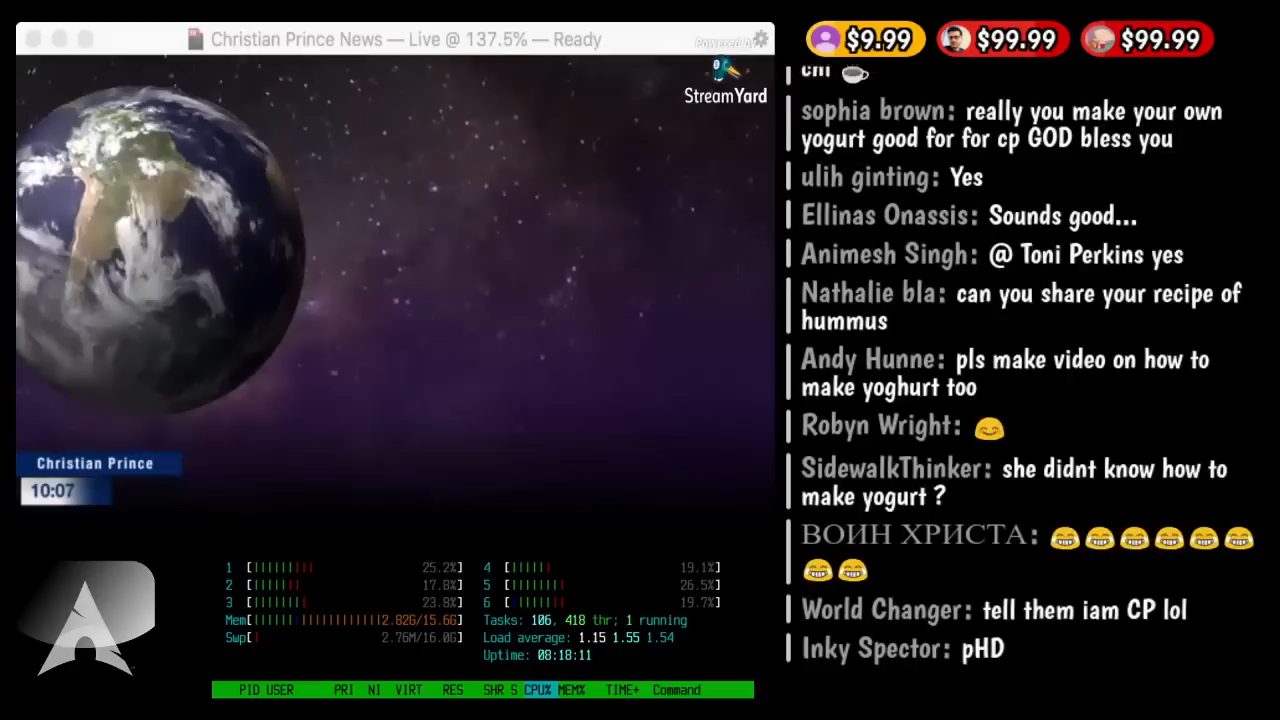 Christian Prince News — Live @ 137.5% — Ready
Powered by
StreamYard
Christian Prince
10:07
1 [||||||||| 25.2%]
2 [||||||| 17.8%]
3 [|||||||| 23.8%]
4 [|||||| 19.1%]
5 [|||||||| 26.5%]
6 [|||||||| 19.7%]
Mem[|||||||||||||||||||2.82G/15.6G]
Swp[| 2.76M/16.0G]
Tasks: 106, 418 thr; 1 running
Load average: 1.15 1.55 1.54
Uptime: 08:18:11
PID USER PRI NI VIRT RES SHR S CPU% MEM% TIME+ Command
$9.99 $99.99 $99.99
chi ☕
sophia brown: really you make your own
yogurt good for for cp GOD bless you
ulih ginting: Yes
Ellinas Onassis: Sounds good...
Animesh Singh: @ Toni Perkins yes
Nathalie bla: can you share your recipe of
hummus
Andy Hunne: pls make video on how to
make yoghurt too
Robyn Wright: 😊
SidewalkThinker: she didnt know how to
make yogurt ?
ВОИН ХРИСТА: 😂😂😂😂😂😂
😂😂
World Changer: tell them iam CP lol
Inky Spector: pHD